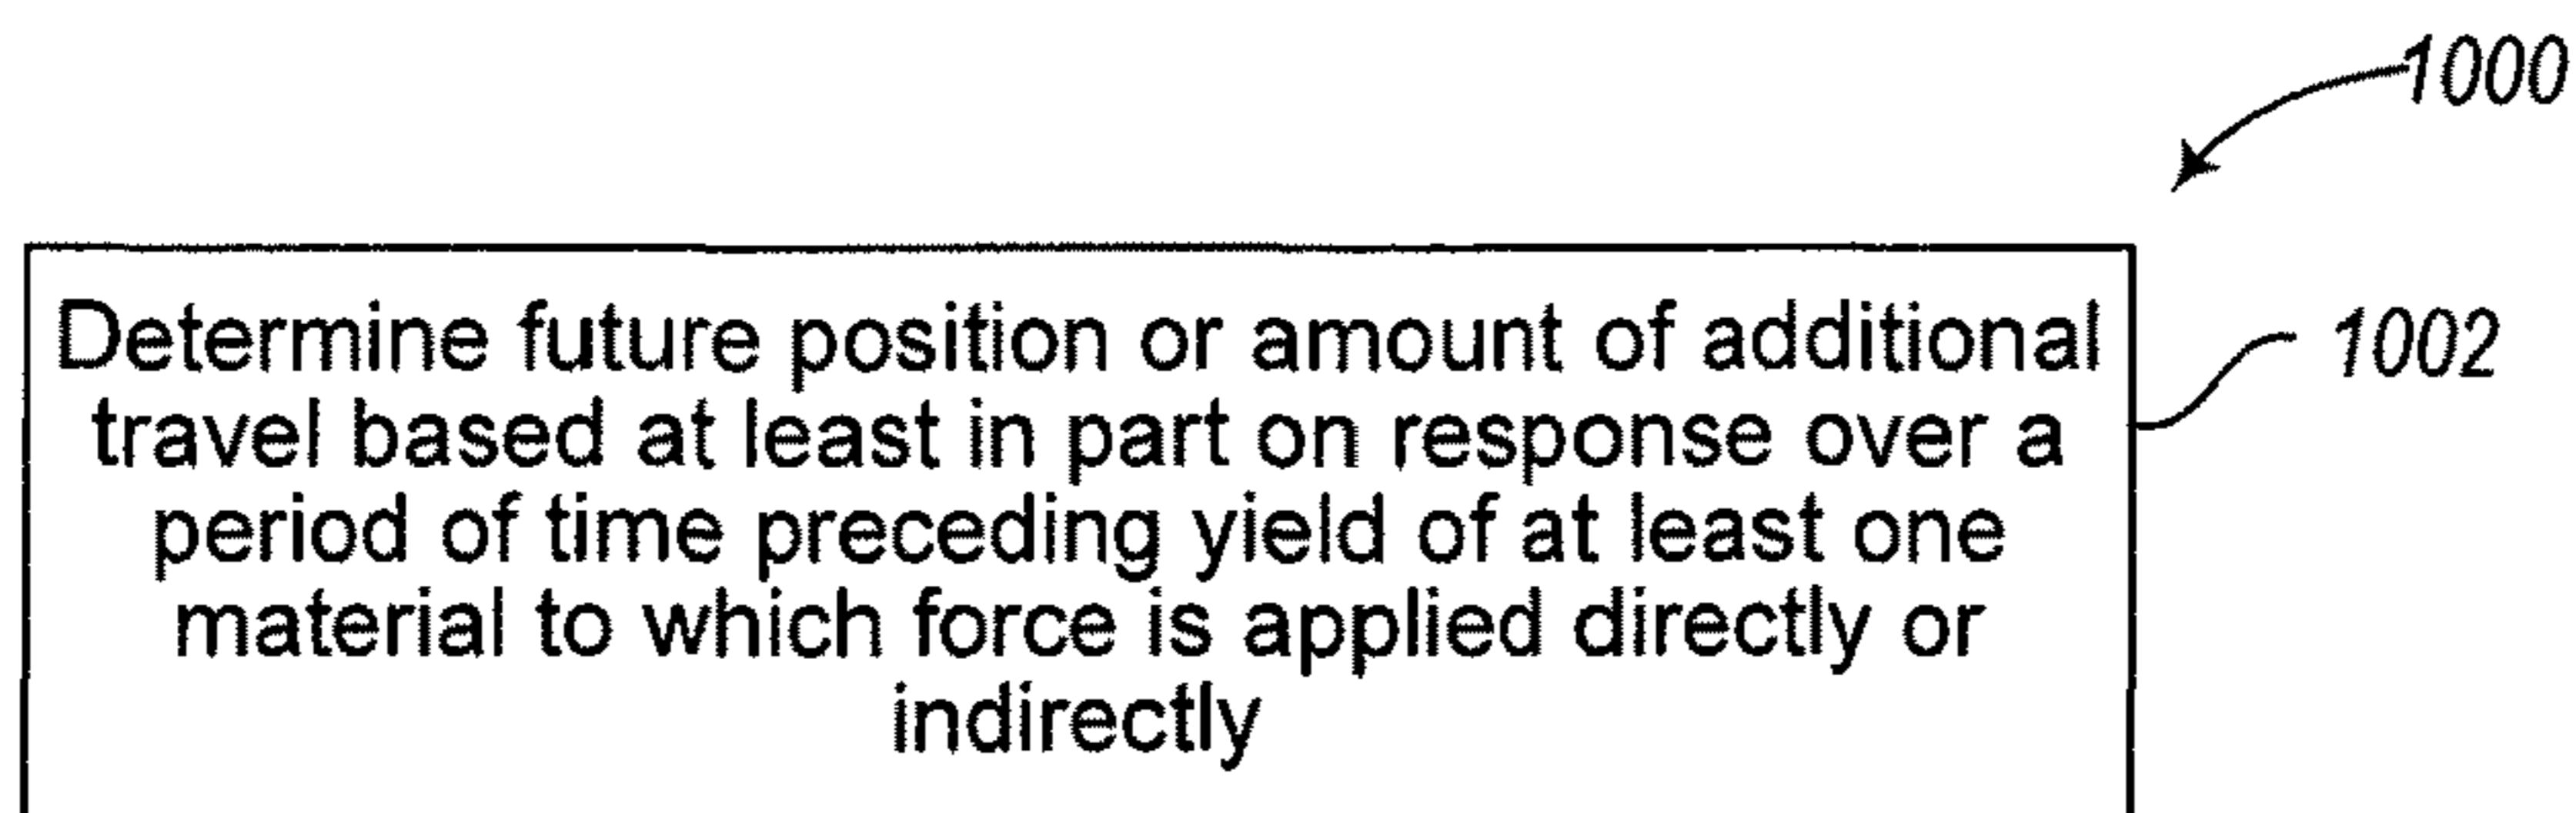 1000
Determine future position or amount of additional
travel based at least in part on response over a
period of time preceding yield of at least one
material to which force is applied directly or
indirectly
1002